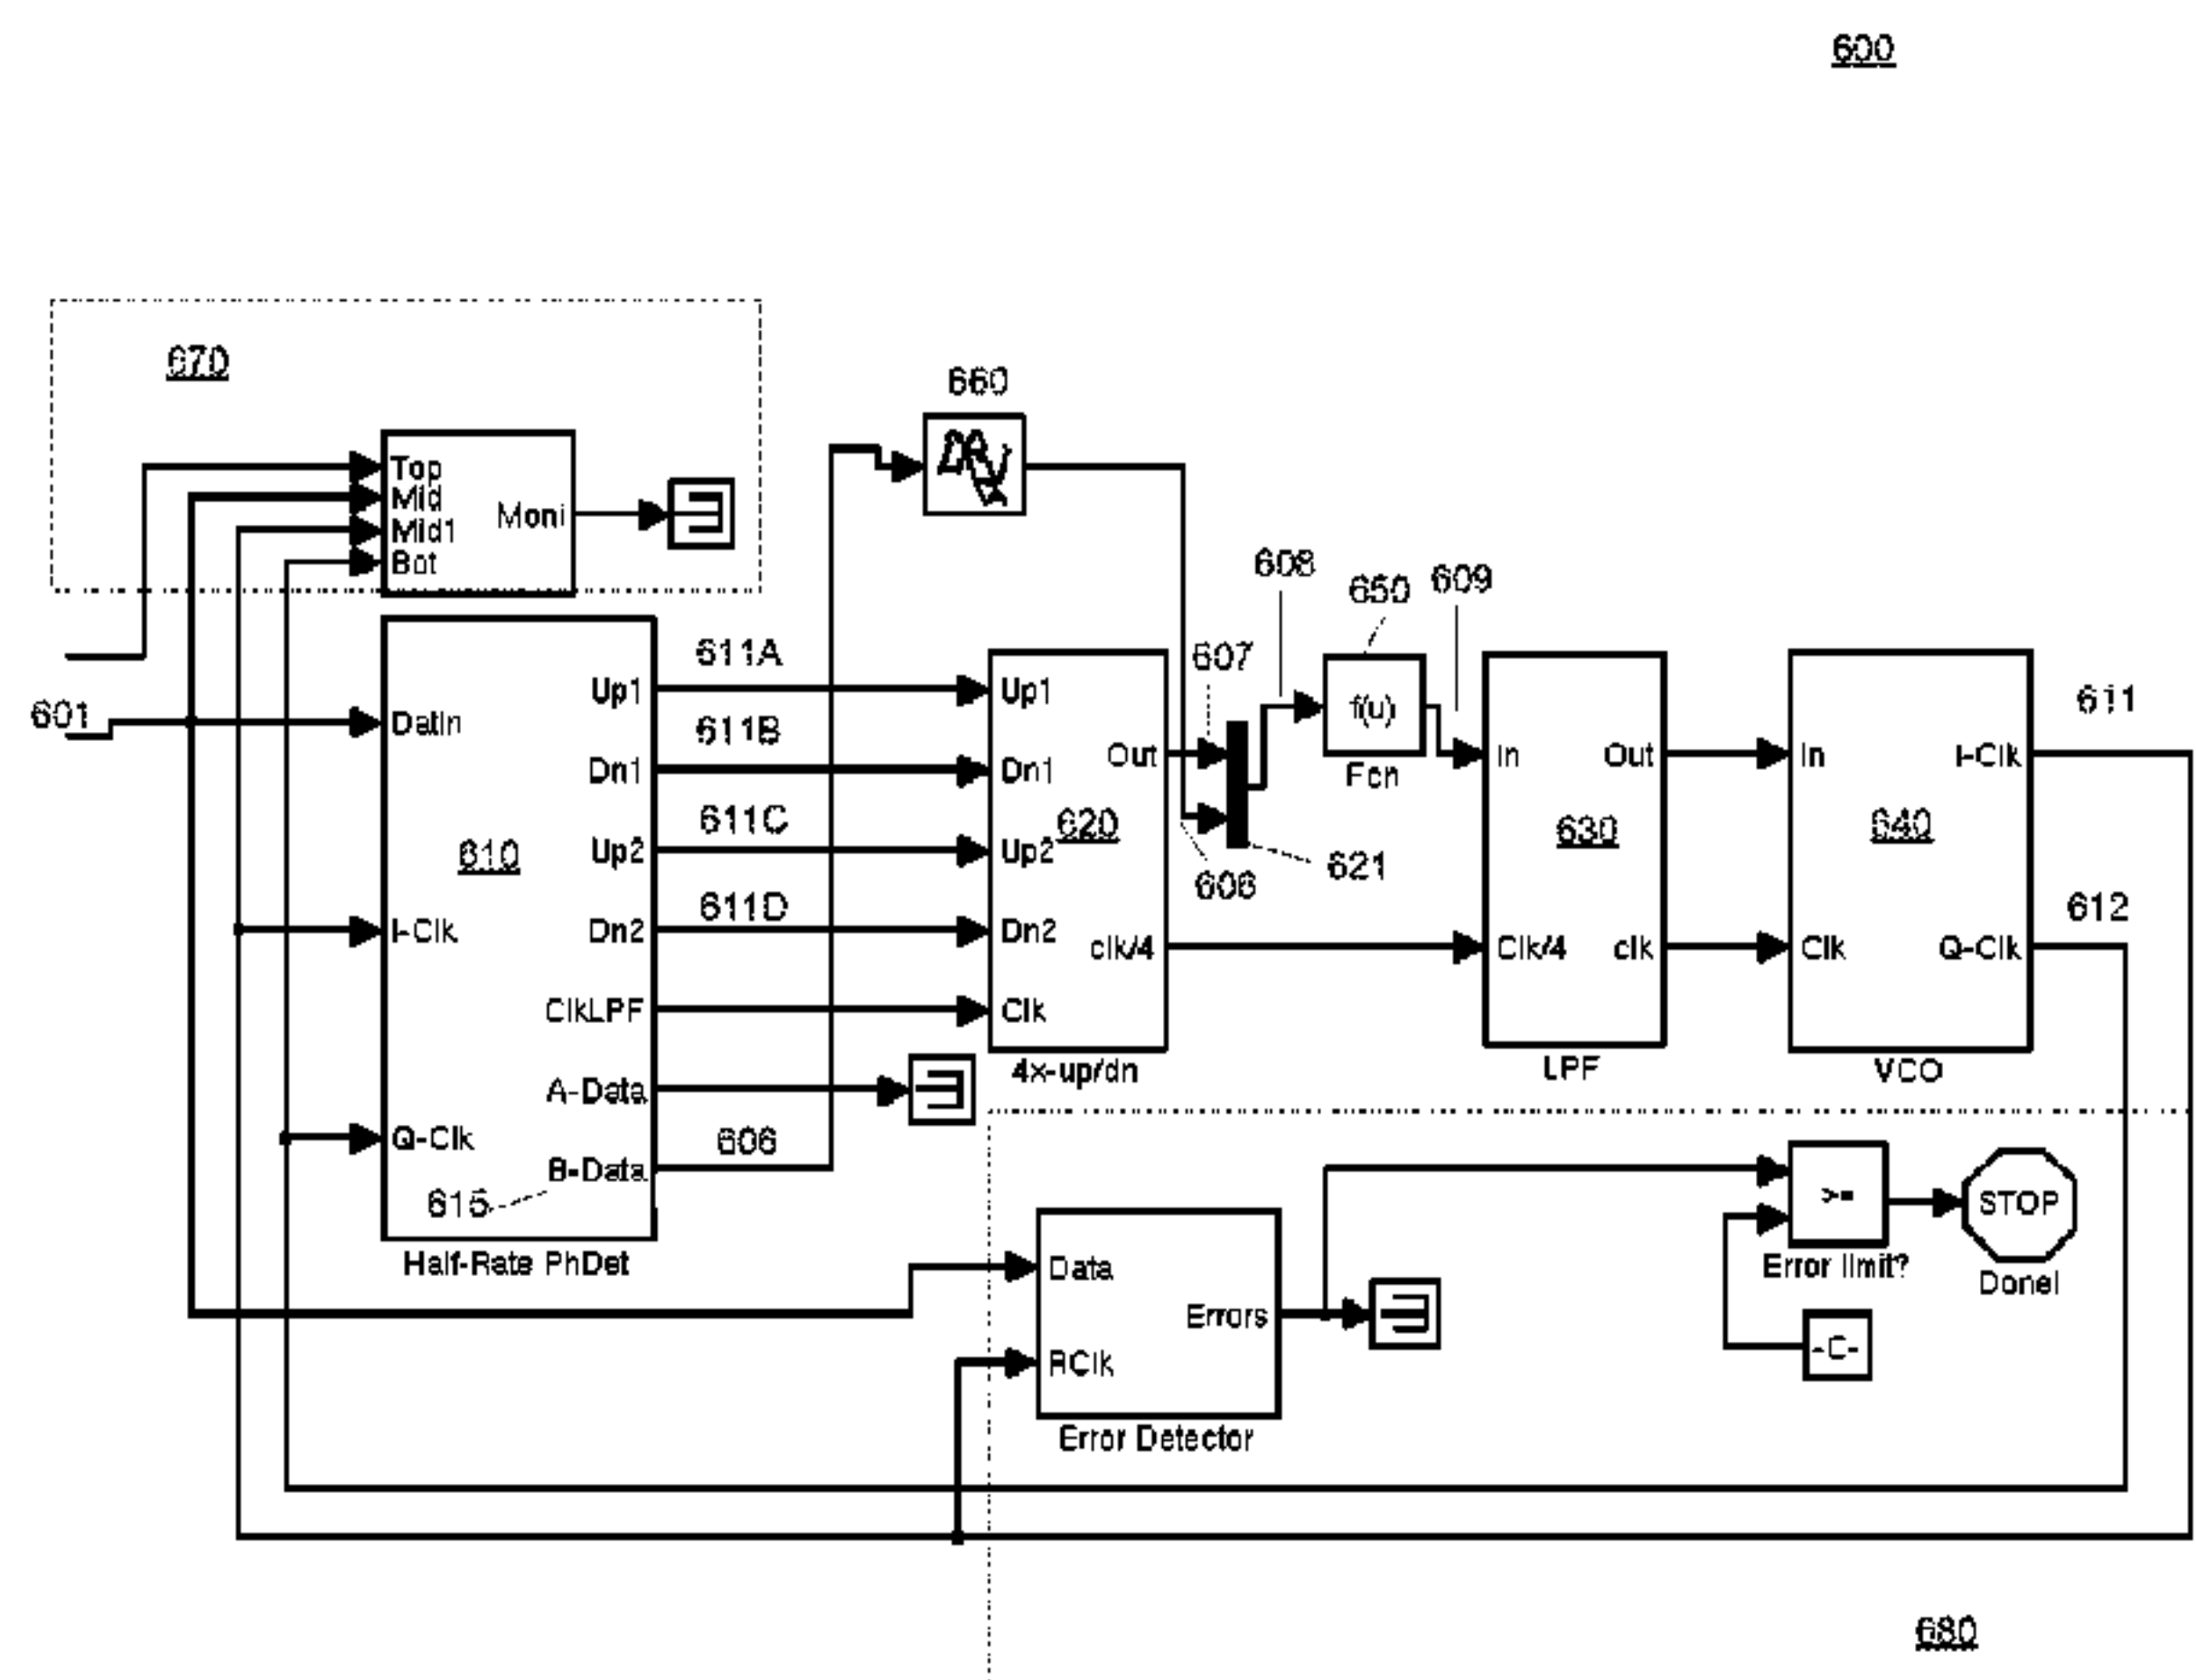 600
670
660
Top
Mid
Mid1
Bot
Moni
608
650
609
607
f(u)
Fcn
601
DatIn
I-Clk
Q-Clk
610
Up1
Dn1
Up2
Dn2
ClkLPF
A-Data
B-Data
615
Half-Rate PhDet
611A
611B
611C
611D
606
Up1
Dn1
Up2
Dn2
Clk
Out
620
clk/4
4x-up/dn
606
621
In
Out
630
Clk/4
clk
LPF
In
I-Clk
640
Clk
Q-Clk
VCO
611
612
Data
Errors
RClk
Error Detector
>=
Error limit?
STOP
Done!
-C-
680